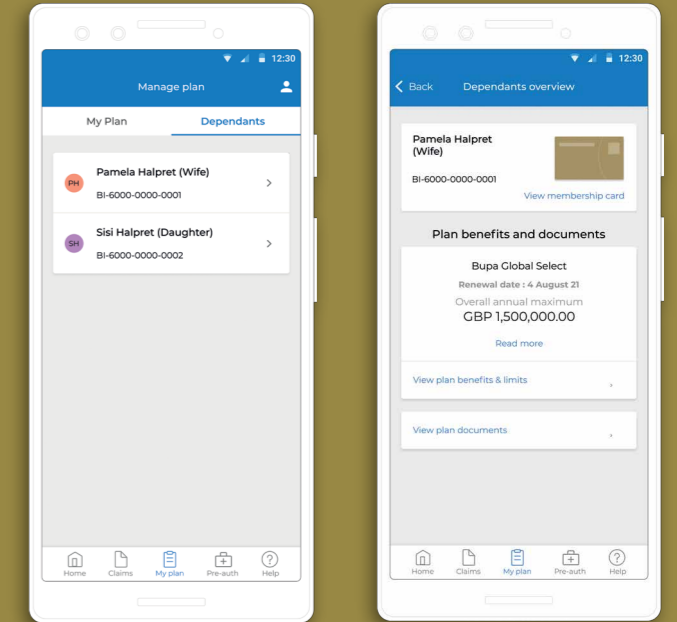 12:30
Manage plan
My Plan
Dependants
PH
Pamela Halpret (Wife)
BI-6000-0000-0001
SH
Sisi Halpret (Daughter)
BI-6000-0000-0002
Home
Claims
My plan
Pre-auth
Help
12:30
Back
Dependants overview
Pamela Halpret
(Wife)
BI-6000-0000-0001
View membership card
Plan benefits and documents
Bupa Global Select
Renewal date : 4 August 21
Overall annual maximum
GBP 1,500,000.00
Read more
View plan benefits & limits
View plan documents
Home
Claims
My plan
Pre-auth
Help